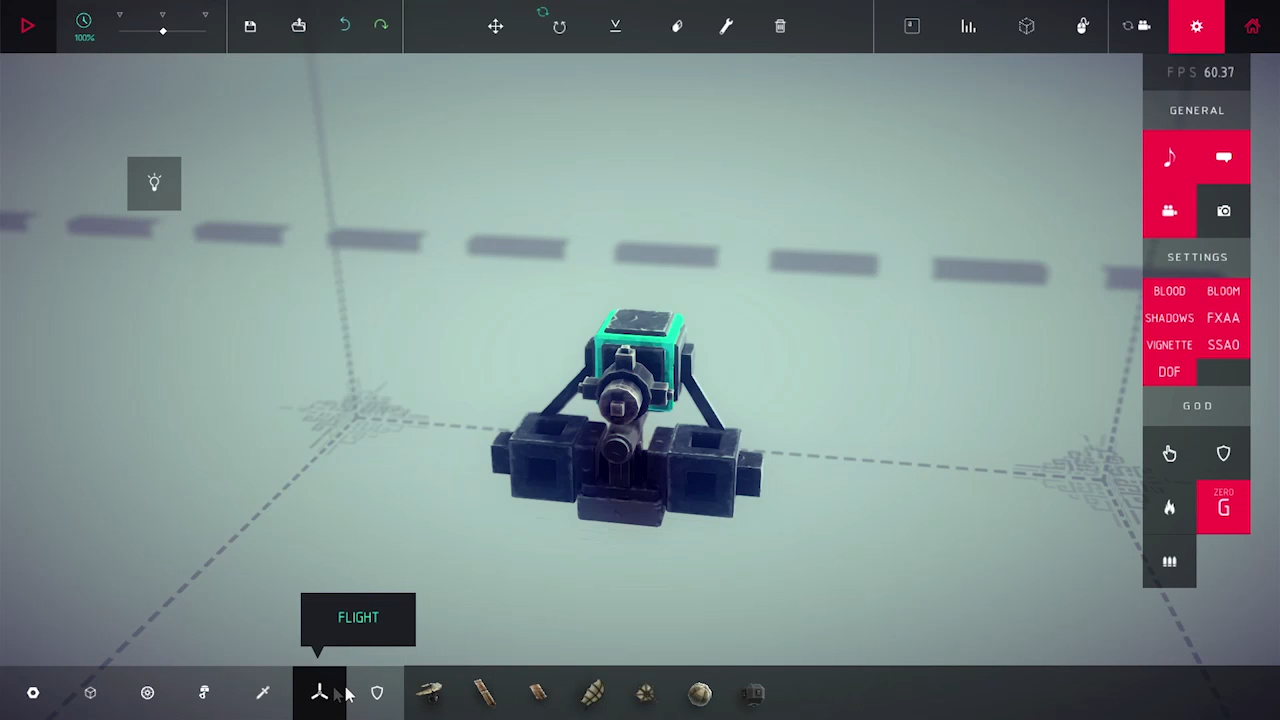 100%
FPS 60.37
GENERAL
SETTINGS
BLOOD BLOOM
SHADOWS FXAA
VIGNETTE SSAO
DOF
GOD
ZERO
G
FLIGHT